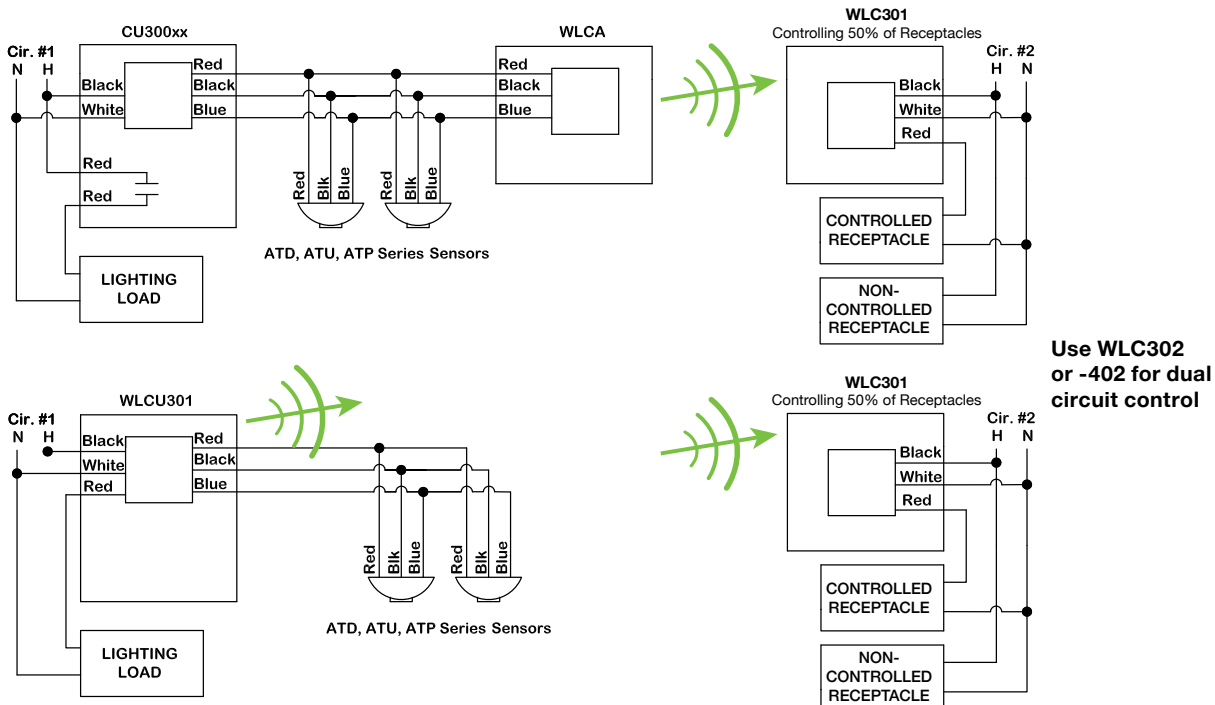 CU300xx
Cir. #1
N H
Black
White
Red
Red
Red
Black
Blue
LIGHTING
LOAD
Red
Blk
Blue
Red
Blk
Blue
ATD, ATU, ATP Series Sensors
WLCA
Red
Black
Blue
WLC301
Controlling 50% of Receptacles
Cir. #2
H N
Black
White
Red
CONTROLLED
RECEPTACLE
NON-
CONTROLLED
RECEPTACLE
Use WLC302
or -402 for dual
circuit control
WLCU301
Cir. #1
N H
Black
White
Red
Red
Black
Blue
LIGHTING
LOAD
Red
Blk
Blue
Red
Blk
Blue
ATD, ATU, ATP Series Sensors
WLC301
Controlling 50% of Receptacles
Cir. #2
H N
Black
White
Red
CONTROLLED
RECEPTACLE
NON-
CONTROLLED
RECEPTACLE